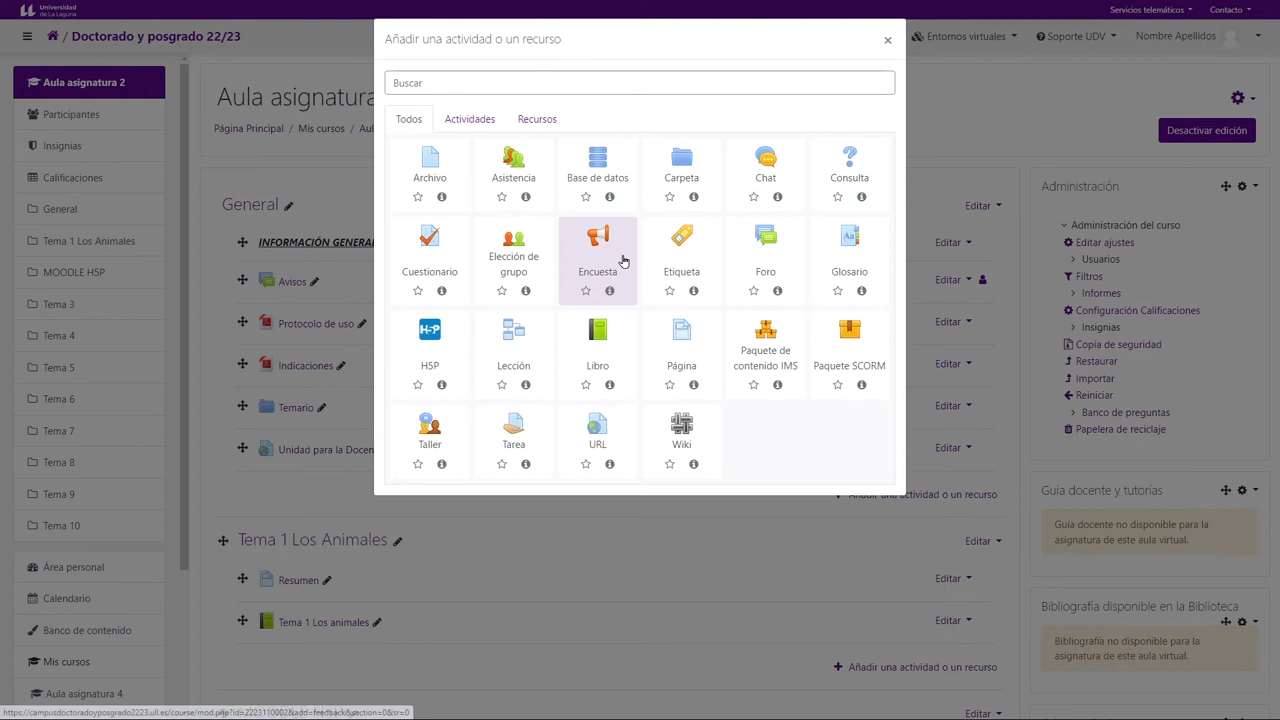 Universidad
de La Laguna
Servicios telemáticos
Contacto
/ Doctorado y posgrado 22/23
Entornos virtuales
Soporte UDV
Nombre Apellidos
Aula asignatura 2
Participantes
Insignias
Calificaciones
General
Tema 1 Los Animales
MOODLE H5P
Tema 3
Tema 4
Tema 5
Tema 6
Tema 7
Tema 8
Tema 9
Tema 10
Área personal
Calendario
Banco de contenido
Mis cursos
Aula asignatura 4
Aula asignatura
Página Principal / Mis cursos / Aul
Desactivar edición
General
Editar
INFORMACIÓN GENERAL
Editar
Avisos
Editar
Protocolo de uso
Editar
Indicaciones
Editar
Temario
Editar
Unidad para la Docen
Editar
Añadir una actividad o un recurso
Tema 1 Los Animales
Editar
Resumen
Editar
Tema 1 Los animales
Editar
Añadir una actividad o un recurso
Editar
Añadir una actividad o un recurso
×
Buscar
Todos
Actividades
Recursos
Archivo
Asistencia
Base de datos
Carpeta
Chat
Consulta
Cuestionario
Elección de
grupo
Encuesta
Etiqueta
Foro
Glosario
H5P
H5P
Lección
Libro
Página
Paquete de
contenido IMS
Paquete SCORM
Taller
Tarea
URL
Wiki
Administración
Administración del curso
Editar ajustes
Usuarios
Filtros
Informes
Configuración Calificaciones
Insignias
Copia de seguridad
Restaurar
Importar
Reiniciar
Banco de preguntas
Papelera de reciclaje
Guía docente y tutorías
Guía docente no disponible para la
asignatura de este aula virtual.
Bibliografía disponible en la Biblioteca
Bibliografía no disponible para la
asignatura de este aula virtual.